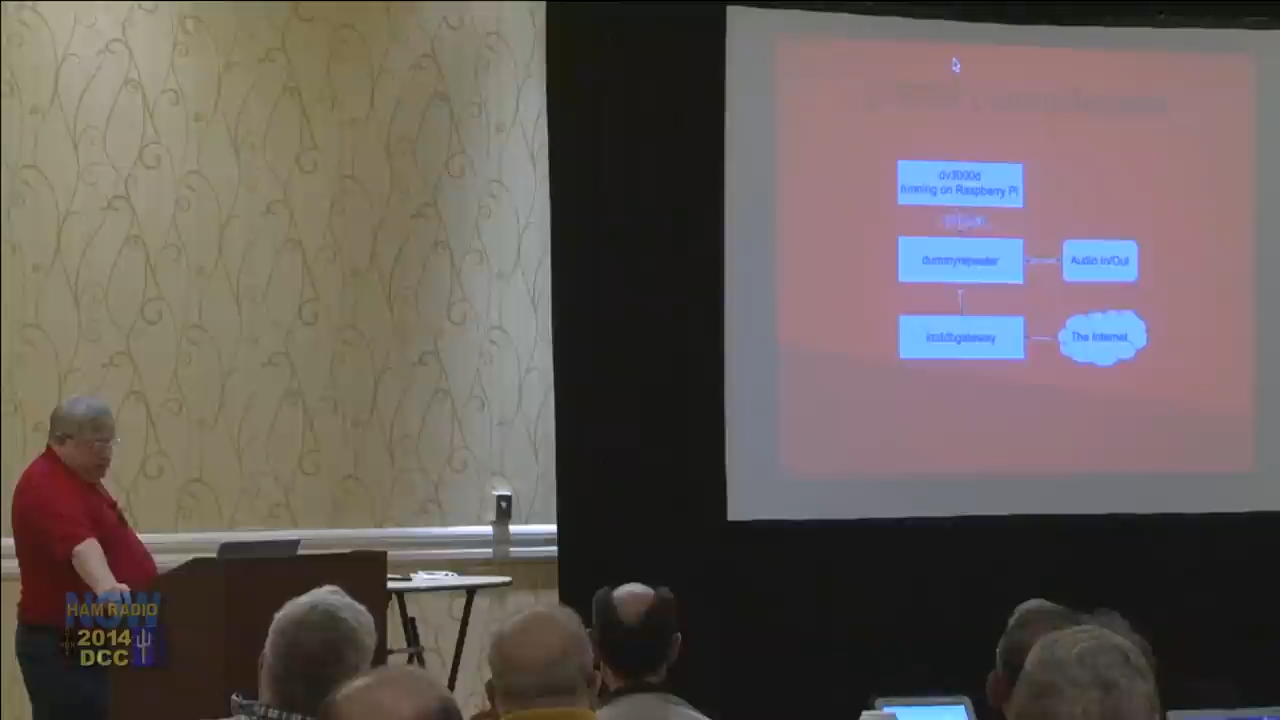 dv3000d
running on Raspberry Pi
dummyrepeater
Audio In/Out
ircddbgateway
The Internet
HAM RADIO
NOW
2014
DCC